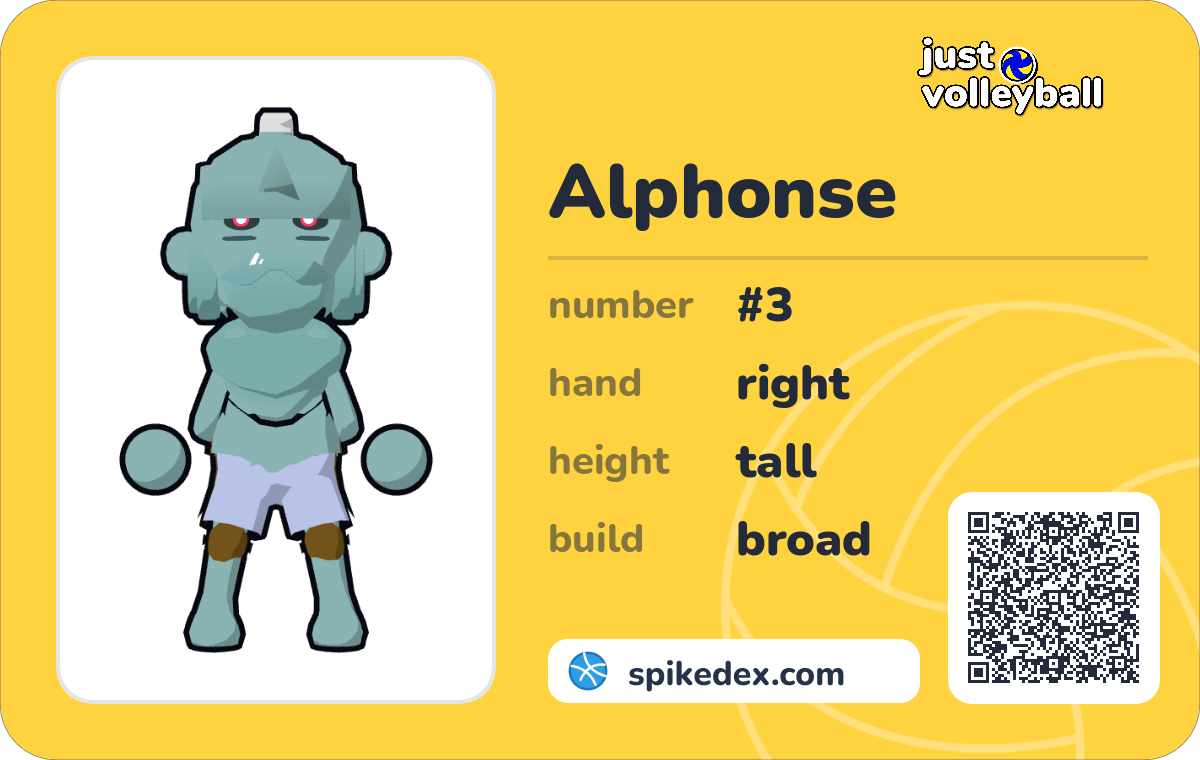 just
volleyball
Alphonse
number #3
hand right
height tall
build broad
spikedex.com